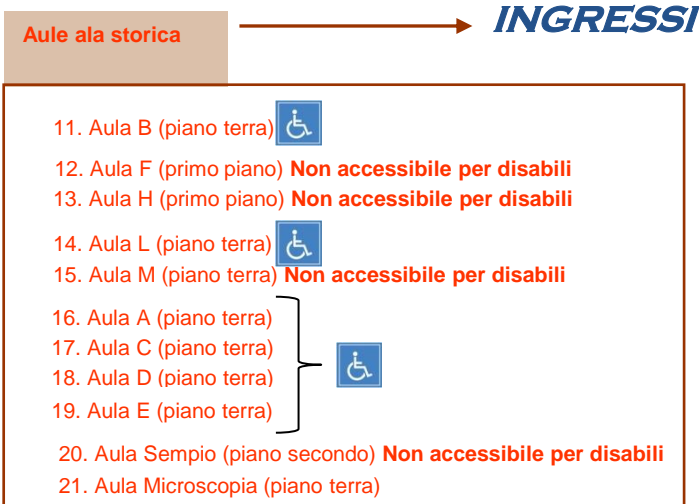 Aule ala storica
INGRESSI
11. Aula B (piano terra)
12. Aula F (primo piano) Non accessibile per disabili
13. Aula H (primo piano) Non accessibile per disabili
14. Aula L (piano terra)
15. Aula M (piano terra) Non accessibile per disabili
16. Aula A (piano terra)
17. Aula C (piano terra)
18. Aula D (piano terra)
19. Aula E (piano terra)
20. Aula Sempio (piano secondo) Non accessibile per disabili
21. Aula Microscopia (piano terra)